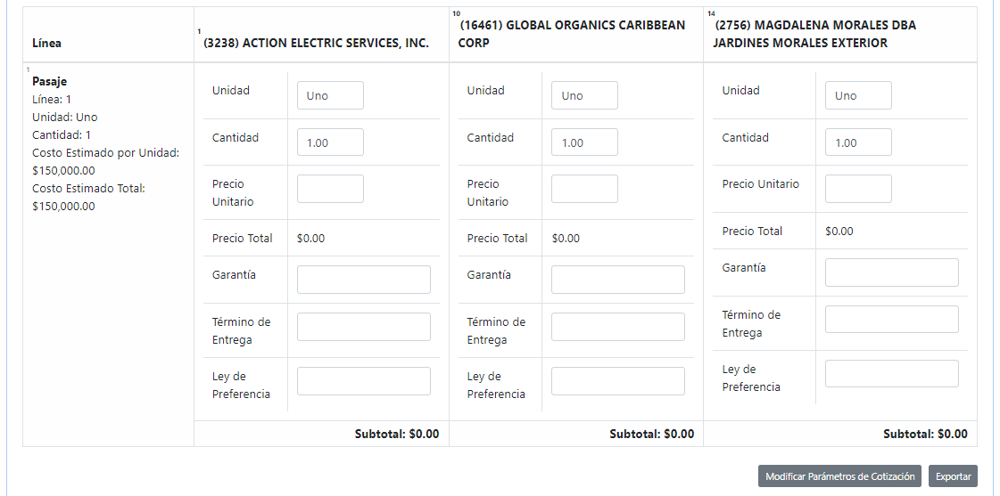 Línea
1
(3238) ACTION ELECTRIC SERVICES, INC.
10
(16461) GLOBAL ORGANICS CARIBBEAN
CORP
14
(2756) MAGDALENA MORALES DBA
JARDINES MORALES EXTERIOR
1
Pasaje
Línea: 1
Unidad: Uno
Cantidad: 1
Costo Estimado por Unidad:
$150,000.00
Costo Estimado Total:
$150,000.00
Unidad
Uno
Cantidad
1.00
Precio
Unitario
Precio Total
$0.00
Garantía
Término de
Entrega
Ley de
Preferencia
Subtotal: $0.00
Unidad
Uno
Cantidad
1.00
Precio
Unitario
Precio Total
$0.00
Garantía
Término de
Entrega
Ley de
Preferencia
Subtotal: $0.00
Unidad
Uno
Cantidad
1.00
Precio Unitario
Precio Total
$0.00
Garantía
Término de
Entrega
Ley de
Preferencia
Subtotal: $0.00
Modificar Parámetros de Cotización
Exportar